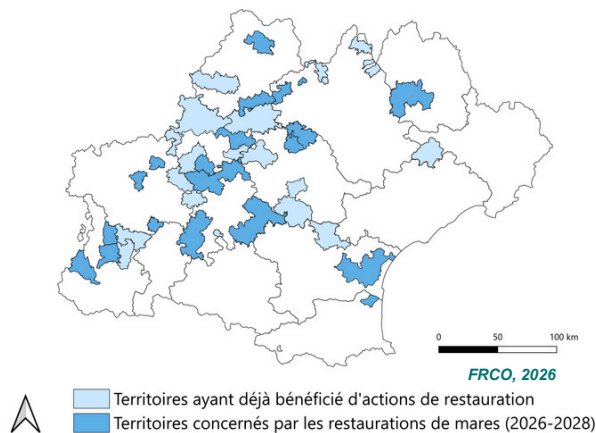 0 50 100 km
FRCO, 2026
Territoires ayant déjà bénéficié d'actions de restauration
Territoires concernés par les restaurations de mares (2026-2028)